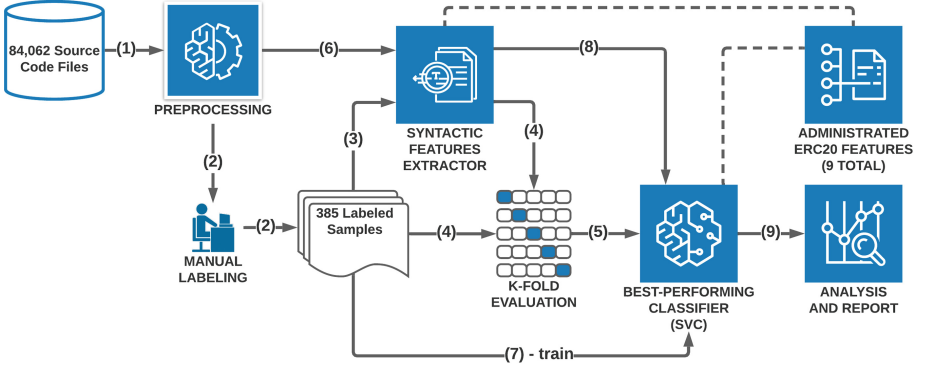 84,062 Source
Code Files
(1)
PREPROCESSING
(6)
SYNTACTIC
FEATURES
EXTRACTOR
(8)
ADMINISTRATED
ERC20 FEATURES
(9 TOTAL)
(2)
(3)
(4)
MANUAL
LABELING
(2)
385 Labeled
Samples
(4)
K-FOLD
EVALUATION
(5)
BEST-PERFORMING
CLASSIFIER
(SVC)
(9)
ANALYSIS
AND REPORT
(7) - train